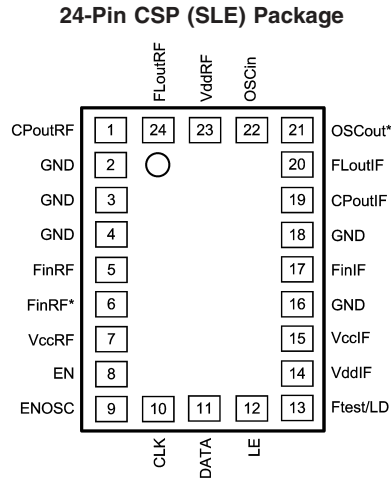 24-Pin CSP (SLE) Package
FLoutRF
VddRF
OSCin
CPoutRF 1 24 23 22 21 OSCout*
GND 2 20 FLoutIF
GND 3 19 CPoutIF
GND 4 18 GND
FinRF 5 17 FinIF
FinRF* 6 16 GND
VccRF 7 15 VccIF
EN 8 14 VddIF
ENOSC 9 10 11 12 13 Ftest/LD
CLK
DATA
LE